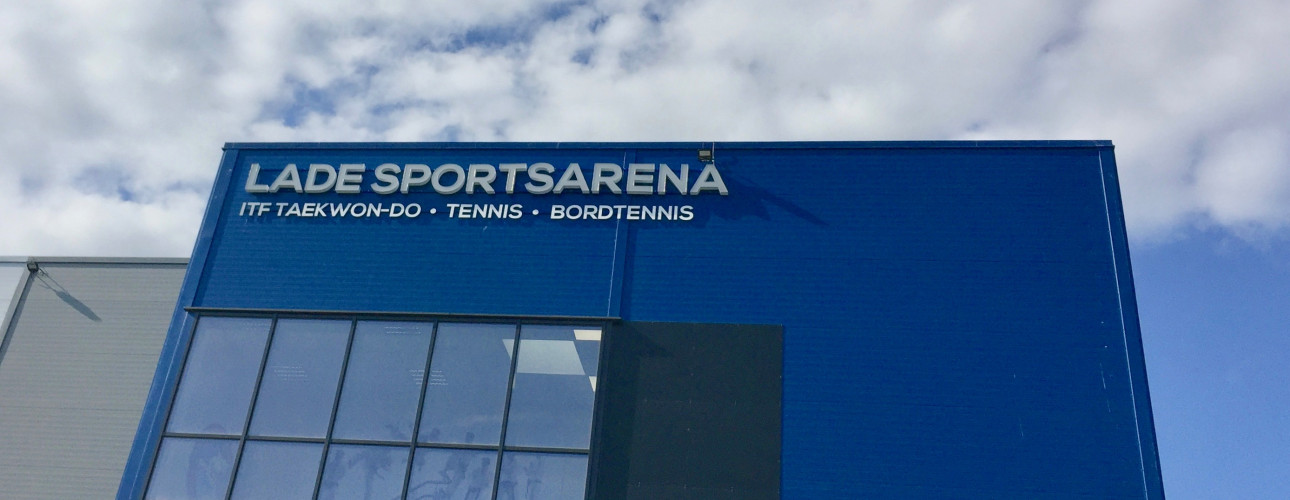 LADE SPORTSARENA
ITF TAEKWON-DO • TENNIS • BORDTENNIS